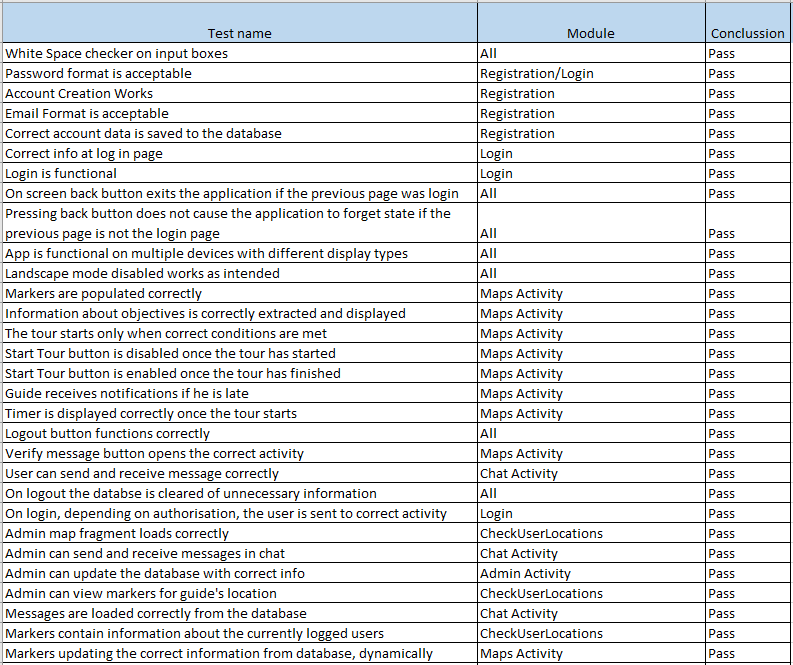 Test name Module Conclussion
White Space checker on input boxes All Pass
Password format is acceptable Registration/Login Pass
Account Creation Works Registration Pass
Email Format is acceptable Registration Pass
Correct account data is saved to the database Registration Pass
Correct info at log in page Login Pass
Login is functional Login Pass
On screen back button exits the application if the previous page was login All Pass
Pressing back button does not cause the application to forget state if the
previous page is not the login page All Pass
App is functional on multiple devices with different display types All Pass
Landscape mode disabled works as intended All Pass
Markers are populated correctly Maps Activity Pass
Information about objectives is correctly extracted and displayed Maps Activity Pass
The tour starts only when correct conditions are met Maps Activity Pass
Start Tour button is disabled once the tour has started Maps Activity Pass
Start Tour button is enabled once the tour has finished Maps Activity Pass
Guide receives notifications if he is late Maps Activity Pass
Timer is displayed correctly once the tour starts Maps Activity Pass
Logout button functions correctly All Pass
Verify message button opens the correct activity Maps Activity Pass
User can send and receive message correctly Chat Activity Pass
On logout the databse is cleared of unnecessary information All Pass
On login, depending on authorisation, the user is sent to correct activity Login Pass
Admin map fragment loads correctly CheckUserLocations Pass
Admin can send and receive messages in chat Chat Activity Pass
Admin can update the database with correct info Admin Activity Pass
Admin can view markers for guide's location CheckUserLocations Pass
Messages are loaded correctly from the database Chat Activity Pass
Markers contain information about the currently logged users CheckUserLocations Pass
Markers updating the correct information from database, dynamically Maps Activity Pass